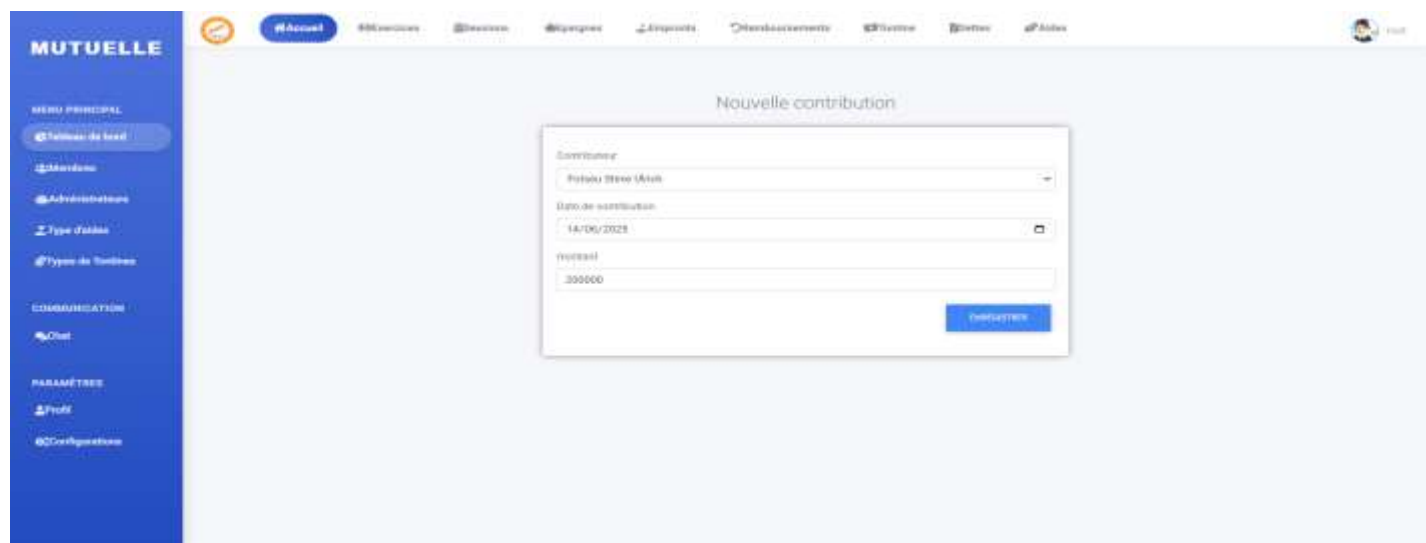 MUTUELLE
Accueil
Exercices
Sessions
Epargnes
Emprunts
Remboursements
Tontine
Dettes
Aides
root
MENU PRINCIPAL
Tableau de bord
Membres
Administrateurs
Type d'aides
Types de Tontines
COMMUNICATION
Chat
PARAMÈTRES
Profil
Configurations
Nouvelle contribution
Contributeur
Date de contribution
14/06/2025
montant
ENREGISTRER